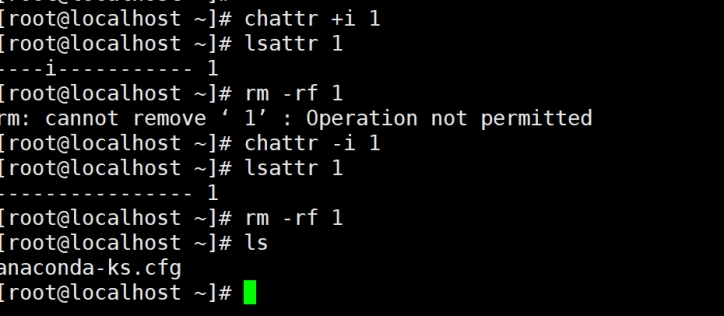 [root@localhost ~]# chattr +i 1
[root@localhost ~]# lsattr 1
----i----------- 1
[root@localhost ~]# rm -rf 1
rm: cannot remove ‘ 1’ : Operation not permitted
[root@localhost ~]# chattr -i 1
[root@localhost ~]# lsattr 1
---------------- 1
[root@localhost ~]# rm -rf 1
[root@localhost ~]# ls
anaconda-ks.cfg
[root@localhost ~]#